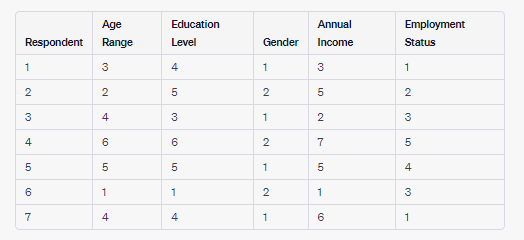 Respondent Age Range Education Level Gender Annual Income Employment Status
1 3 4 1 3 1
2 2 5 2 5 2
3 4 3 1 2 3
4 6 6 2 7 5
5 5 5 1 5 4
6 1 1 2 1 3
7 4 4 1 6 1